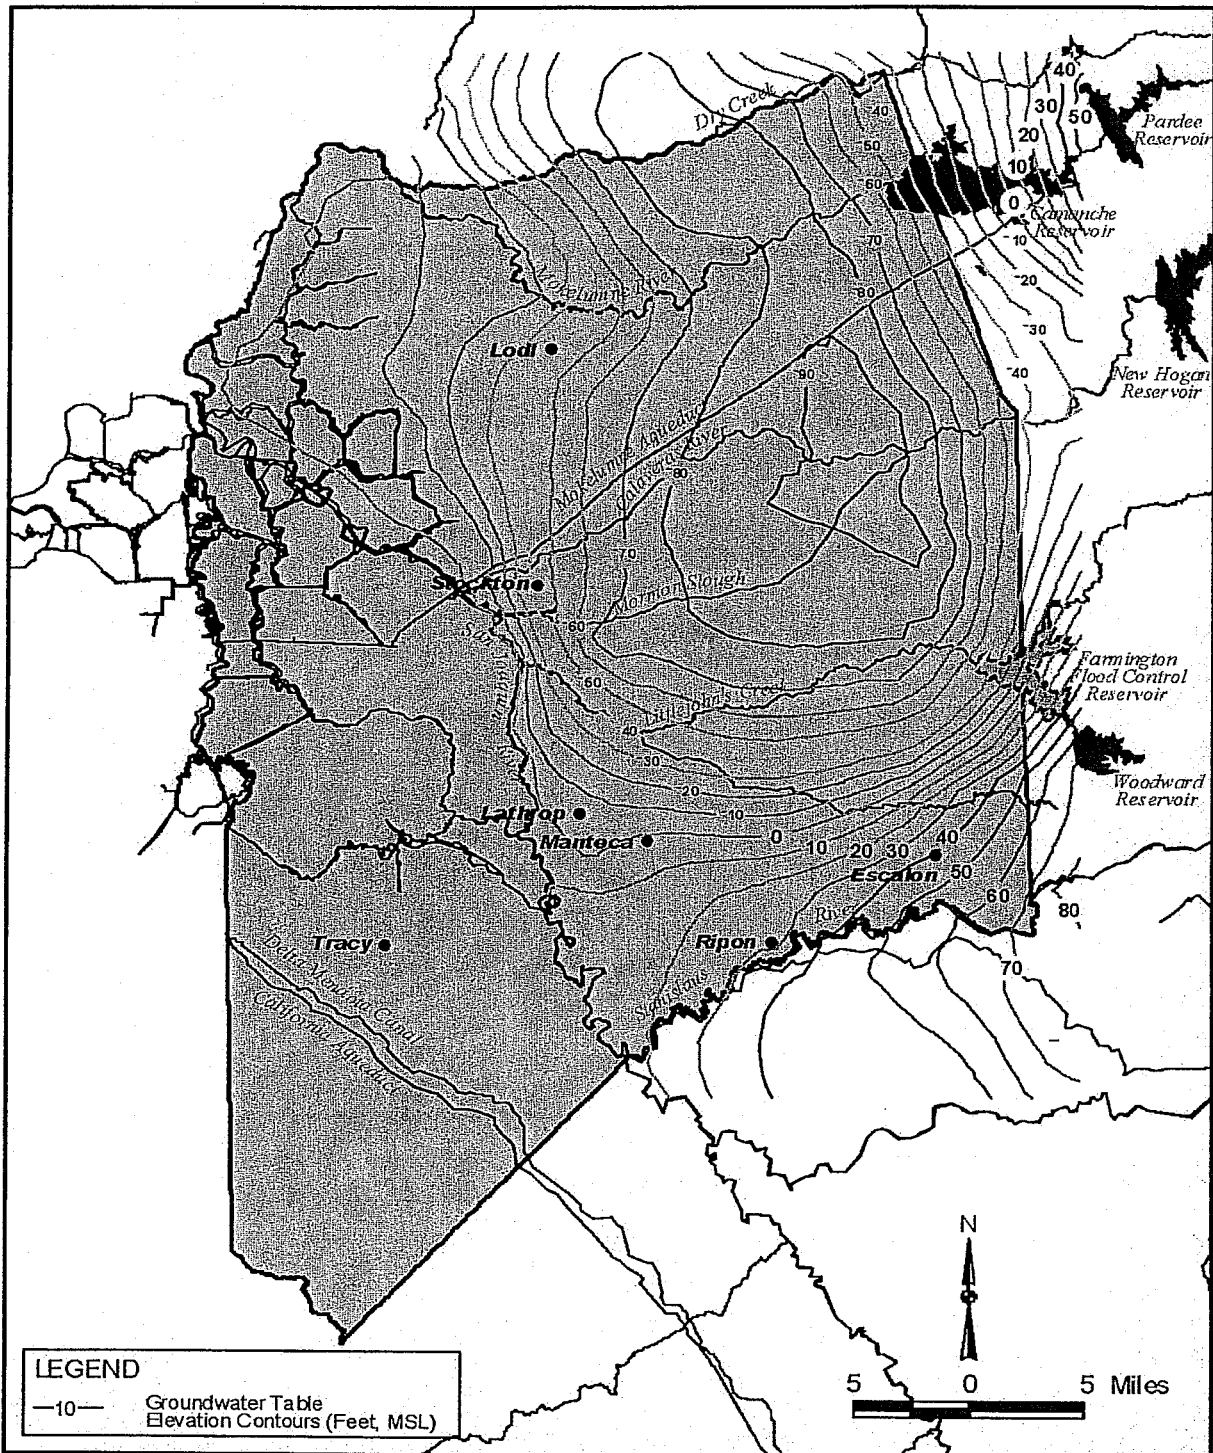 40
30
50
20
Pardee
Reservoir
Dry Creek
-40
-50
10
-60
0
Camanche
Reservoir
-10
-70
-20
Mokelumne River
-80
-30
Lodi
-40
New Hogan
Reservoir
-90
Mokelumne Aqueduct
Calaveras River
-80
-70
Stockton
Mormon Slough
-60
San Joaquin
River
Farmington
Flood Control
Reservoir
-60
Littlejohns Creek
40
-30
Woodward
Reservoir
20
Lathrop
-10
Manteca
0
10
20
30
40
Escalon
50
60
80
River
Tracy
Ripon
70
Stanislaus
Delta Mendota Canal
California Aqueduct
N
5 0 5 Miles
LEGEND
—10— Groundwater Table
Elevation Contours (Feet, MSL)